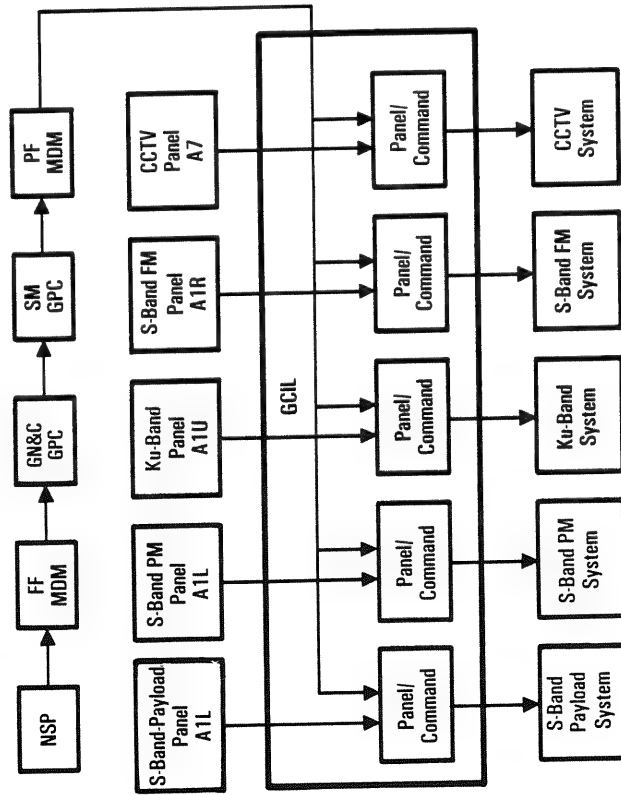 NSP
FF
MDM
GN&C
GPC
SM
GPC
PF
MDM
S-Band-Payload
Panel
A1L
S-Band PM
Panel
A1L
Ku-Band
Panel
A1U
S-Band FM
Panel
A1R
CCTV
Panel
A7
GCIL
Panel/
Command
Panel/
Command
Panel/
Command
Panel/
Command
Panel/
Command
S-Band
Payload
System
S-Band PM
System
Ku-Band
System
S-Band FM
System
CCTV
System